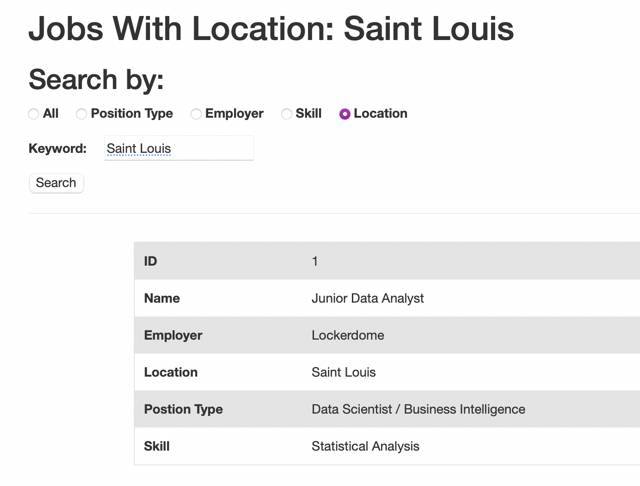 Jobs With Location: Saint Louis
Search by:
All Position Type Employer Skill Location
Keyword: Saint Louis
Search
ID 1
Name Junior Data Analyst
Employer Lockerdome
Location Saint Louis
Postion Type Data Scientist / Business Intelligence
Skill Statistical Analysis